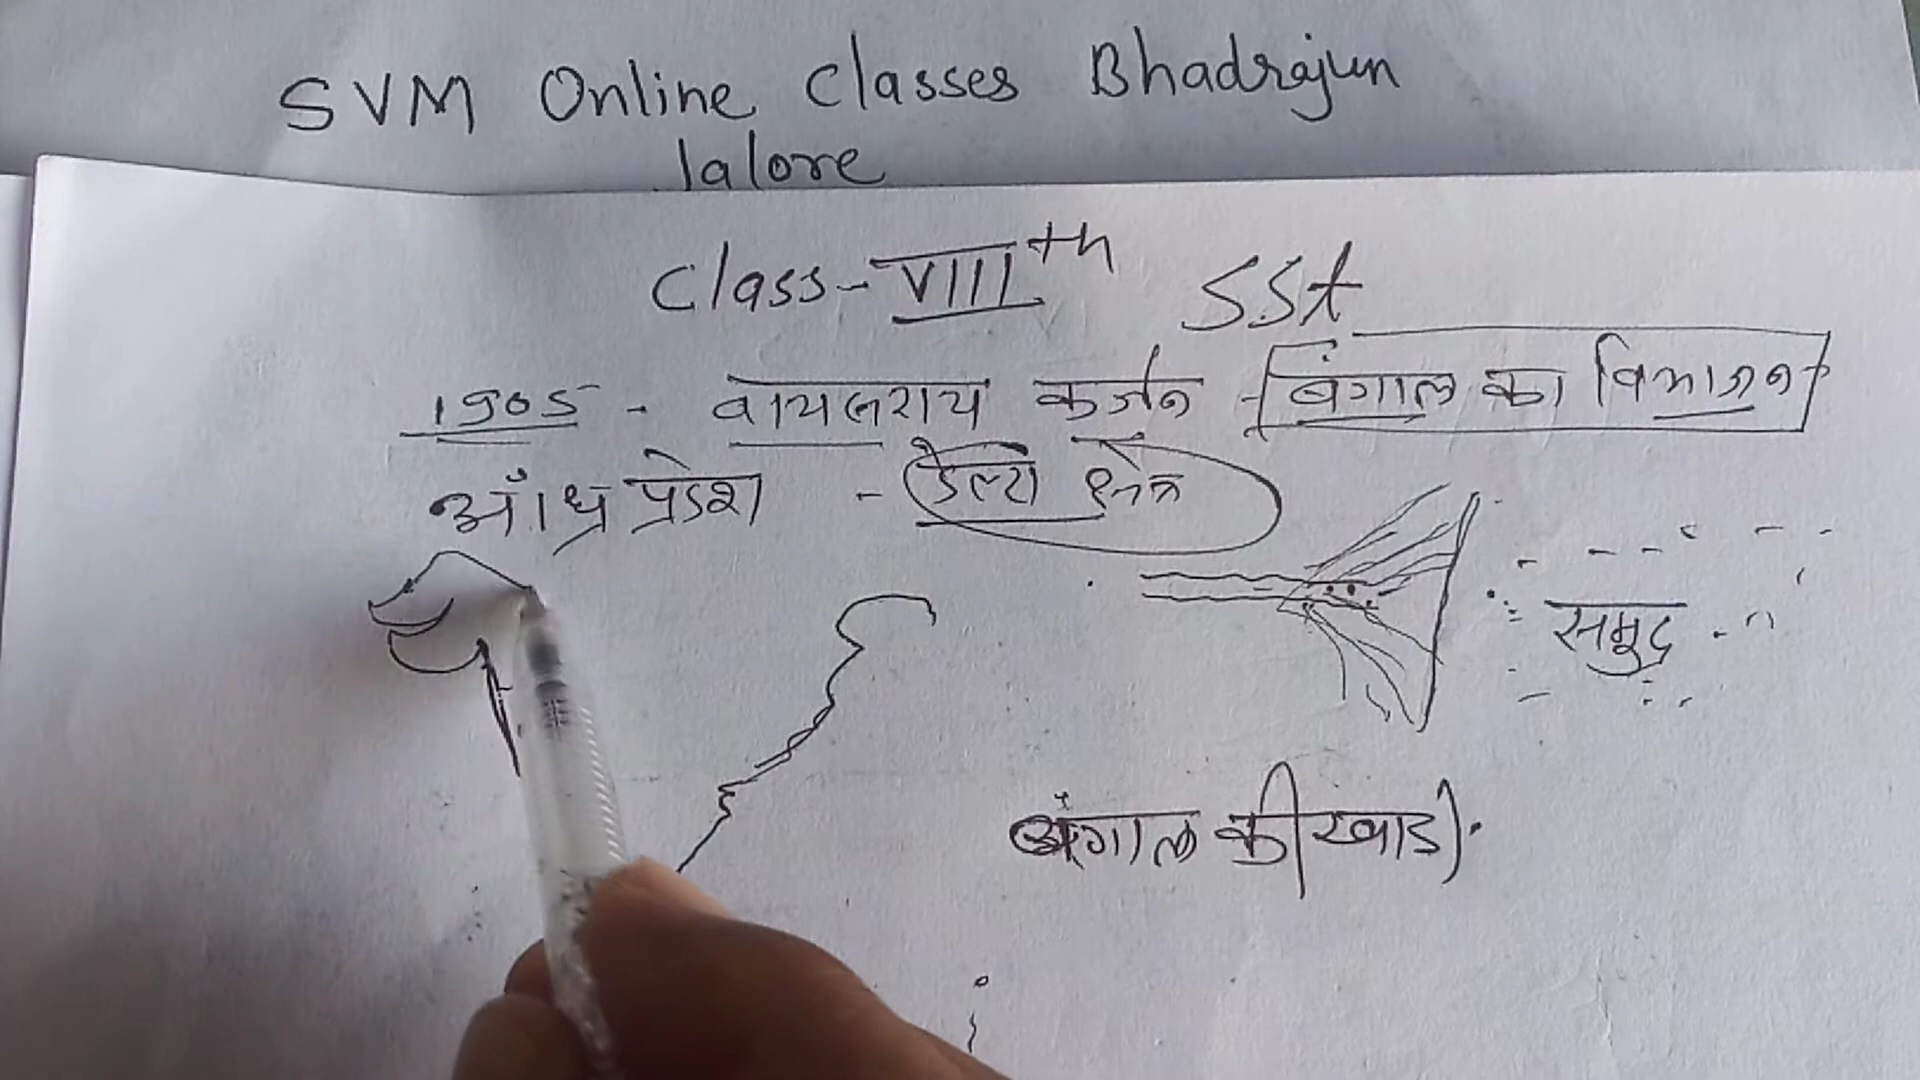 SVM Online Classes Bhadrajun
Jalore
Class-VIIIth SSt
1905 - वायसराय कर्जन - बंगाल का विभाजन
आँध्र प्रदेश - डेल्टा क्षेत्र
समुद्र
बंगाल की खाड़ी